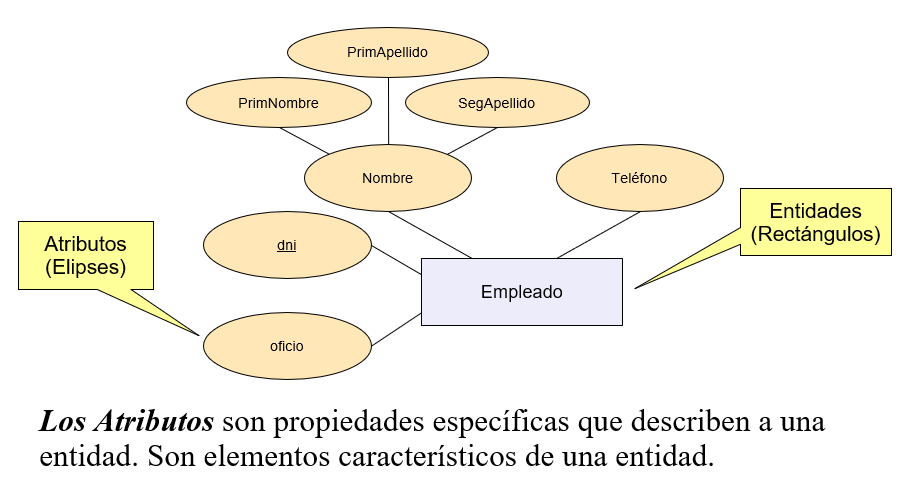 PrimApellido
PrimNombre
SegApellido
Nombre
Teléfono
Entidades
(Rectángulos)
Atributos
(Elipses)
dni
Empleado
oficio
Los Atributos son propiedades específicas que describen a una
entidad. Son elementos característicos de una entidad.